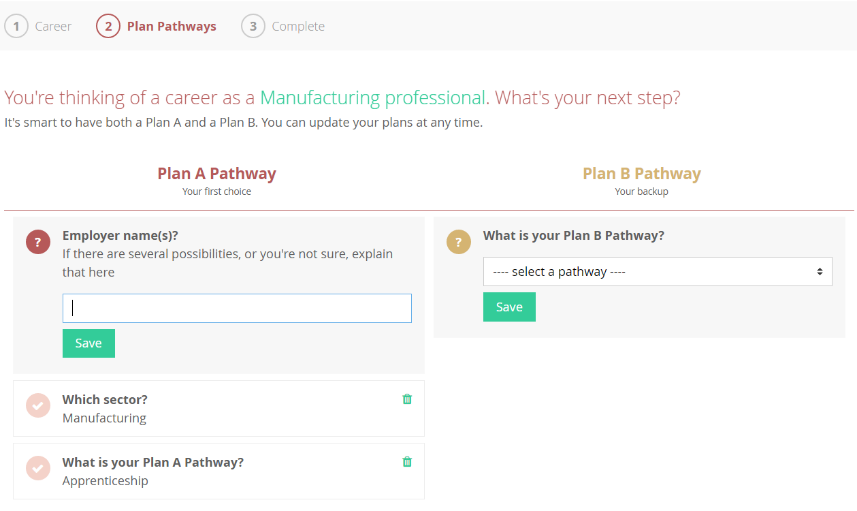 1 Career 2 Plan Pathways 3 Complete
You're thinking of a career as a Manufacturing professional. What's your next step?
It's smart to have both a Plan A and a Plan B. You can update your plans at any time.
Plan A Pathway
Your first choice
Plan B Pathway
Your backup
? Employer name(s)?
If there are several possibilities, or you're not sure, explain
that here
Save
Which sector?
Manufacturing
What is your Plan A Pathway?
Apprenticeship
? What is your Plan B Pathway?
---- select a pathway ----
Save